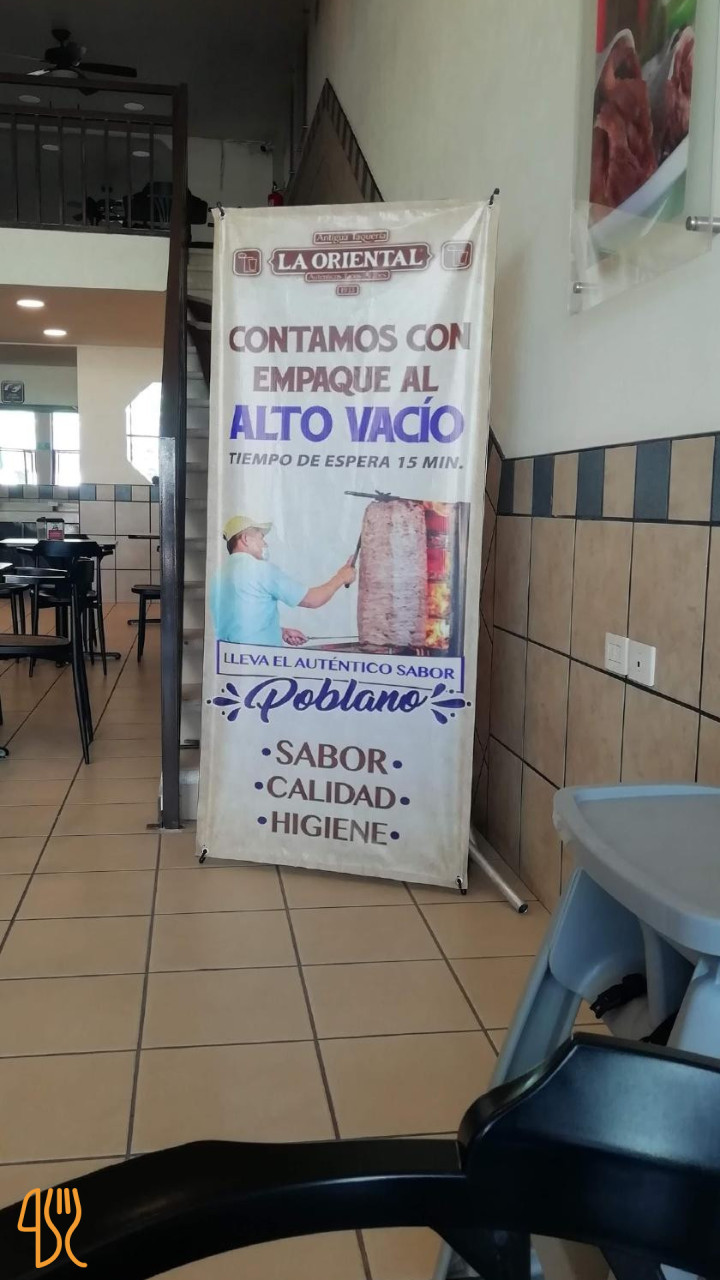 Antigua Taquería
LA ORIENTAL
CONTAMOS CON
EMPAQUE AL
ALTO VACÍO
TIEMPO DE ESPERA 15 MIN.
LLEVA EL AUTÉNTICO SABOR
Poblano
• SABOR •
• CALIDAD •
• HIGIENE •